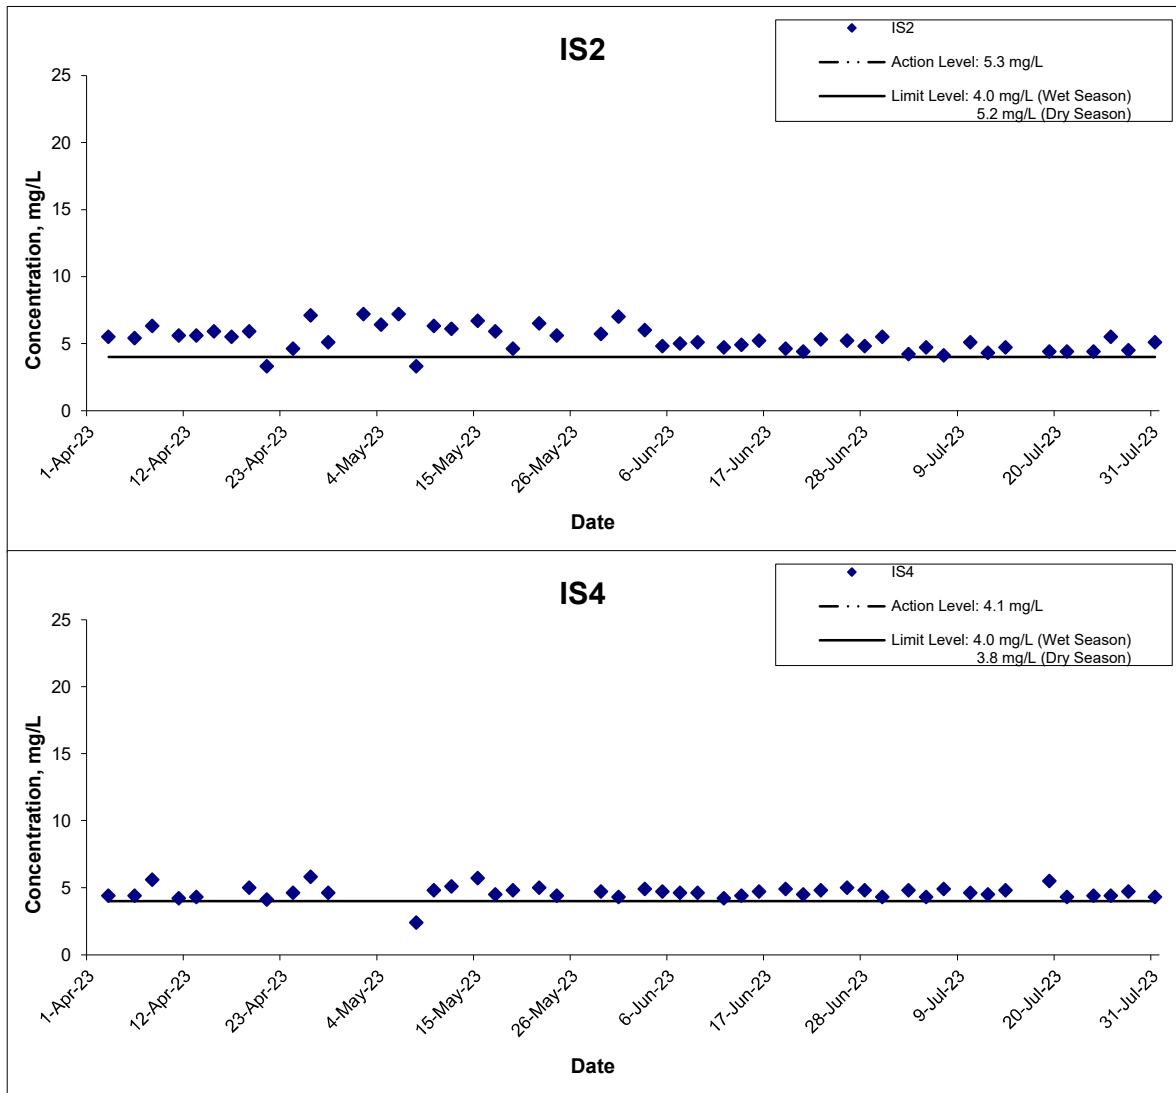 IS2
IS2
Action Level: 5.3 mg/L
Limit Level: 4.0 mg/L (Wet Season)
5.2 mg/L (Dry Season)
Concentration, mg/L
25
20
15
10
5
0
1-Apr-23
12-Apr-23
23-Apr-23
4-May-23
15-May-23
26-May-23
6-Jun-23
17-Jun-23
28-Jun-23
9-Jul-23
20-Jul-23
31-Jul-23
Date
IS4
IS4
Action Level: 4.1 mg/L
Limit Level: 4.0 mg/L (Wet Season)
3.8 mg/L (Dry Season)
Concentration, mg/L
25
20
15
10
5
0
1-Apr-23
12-Apr-23
23-Apr-23
4-May-23
15-May-23
26-May-23
6-Jun-23
17-Jun-23
28-Jun-23
9-Jul-23
20-Jul-23
31-Jul-23
Date